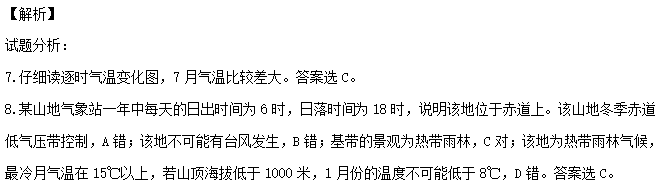 【解析】
试题分析：
7.仔细读逐时气温变化图，7 月气温比较差大。答案选 C。
8.某山地气象站一年中每天的日出时间为 6 时，日落时间为 18 时，说明该地位于赤道上。该山地冬季赤道
低气压带控制，A 错；该地不可能有台风发生，B 错；基带的景观为热带雨林，C 对；该地为热带雨林气候，
最冷月气温在 15℃以上，若山顶海拔低于 1000 米，1 月份的温度不可能低于 8℃，D 错。答案选 C。